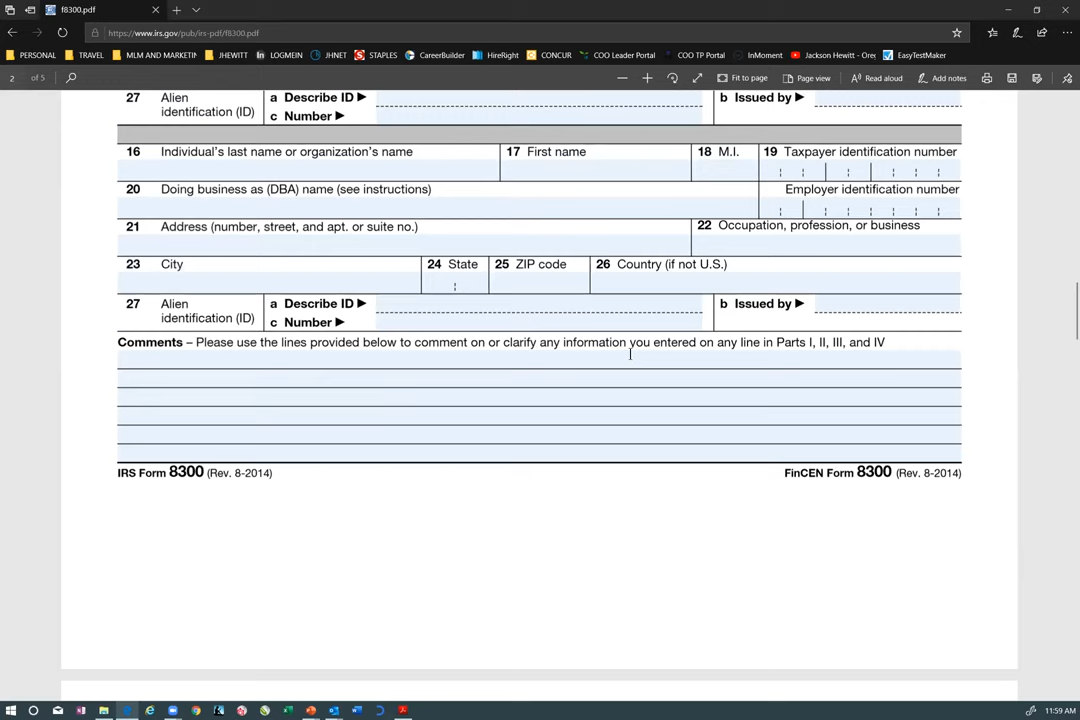 f8300.pdf
https://www.irs.gov/pub/irs-pdf/f8300.pdf
PERSONAL TRAVEL MLM AND MARKETIN JHEWITT LOGMEIN JHNET STAPLES CareerBuilder HireRight CONCUR COO Leader Portal COO TP Portal InMoment Jackson Hewitt - Ore EasyTestMaker
2 of 5 Fit to page Page view Read aloud Add notes
27 Alien identification (ID) a Describe ID ▶ b Issued by ▶
c Number ▶
16 Individual's last name or organization's name 17 First name 18 M.I. 19 Taxpayer identification number
20 Doing business as (DBA) name (see instructions) Employer identification number
21 Address (number, street, and apt. or suite no.) 22 Occupation, profession, or business
23 City 24 State 25 ZIP code 26 Country (if not U.S.)
27 Alien identification (ID) a Describe ID ▶ b Issued by ▶
c Number ▶
Comments – Please use the lines provided below to comment on or clarify any information you entered on any line in Parts I, II, III, and IV
IRS Form 8300 (Rev. 8-2014) FinCEN Form 8300 (Rev. 8-2014)
11:59 AM